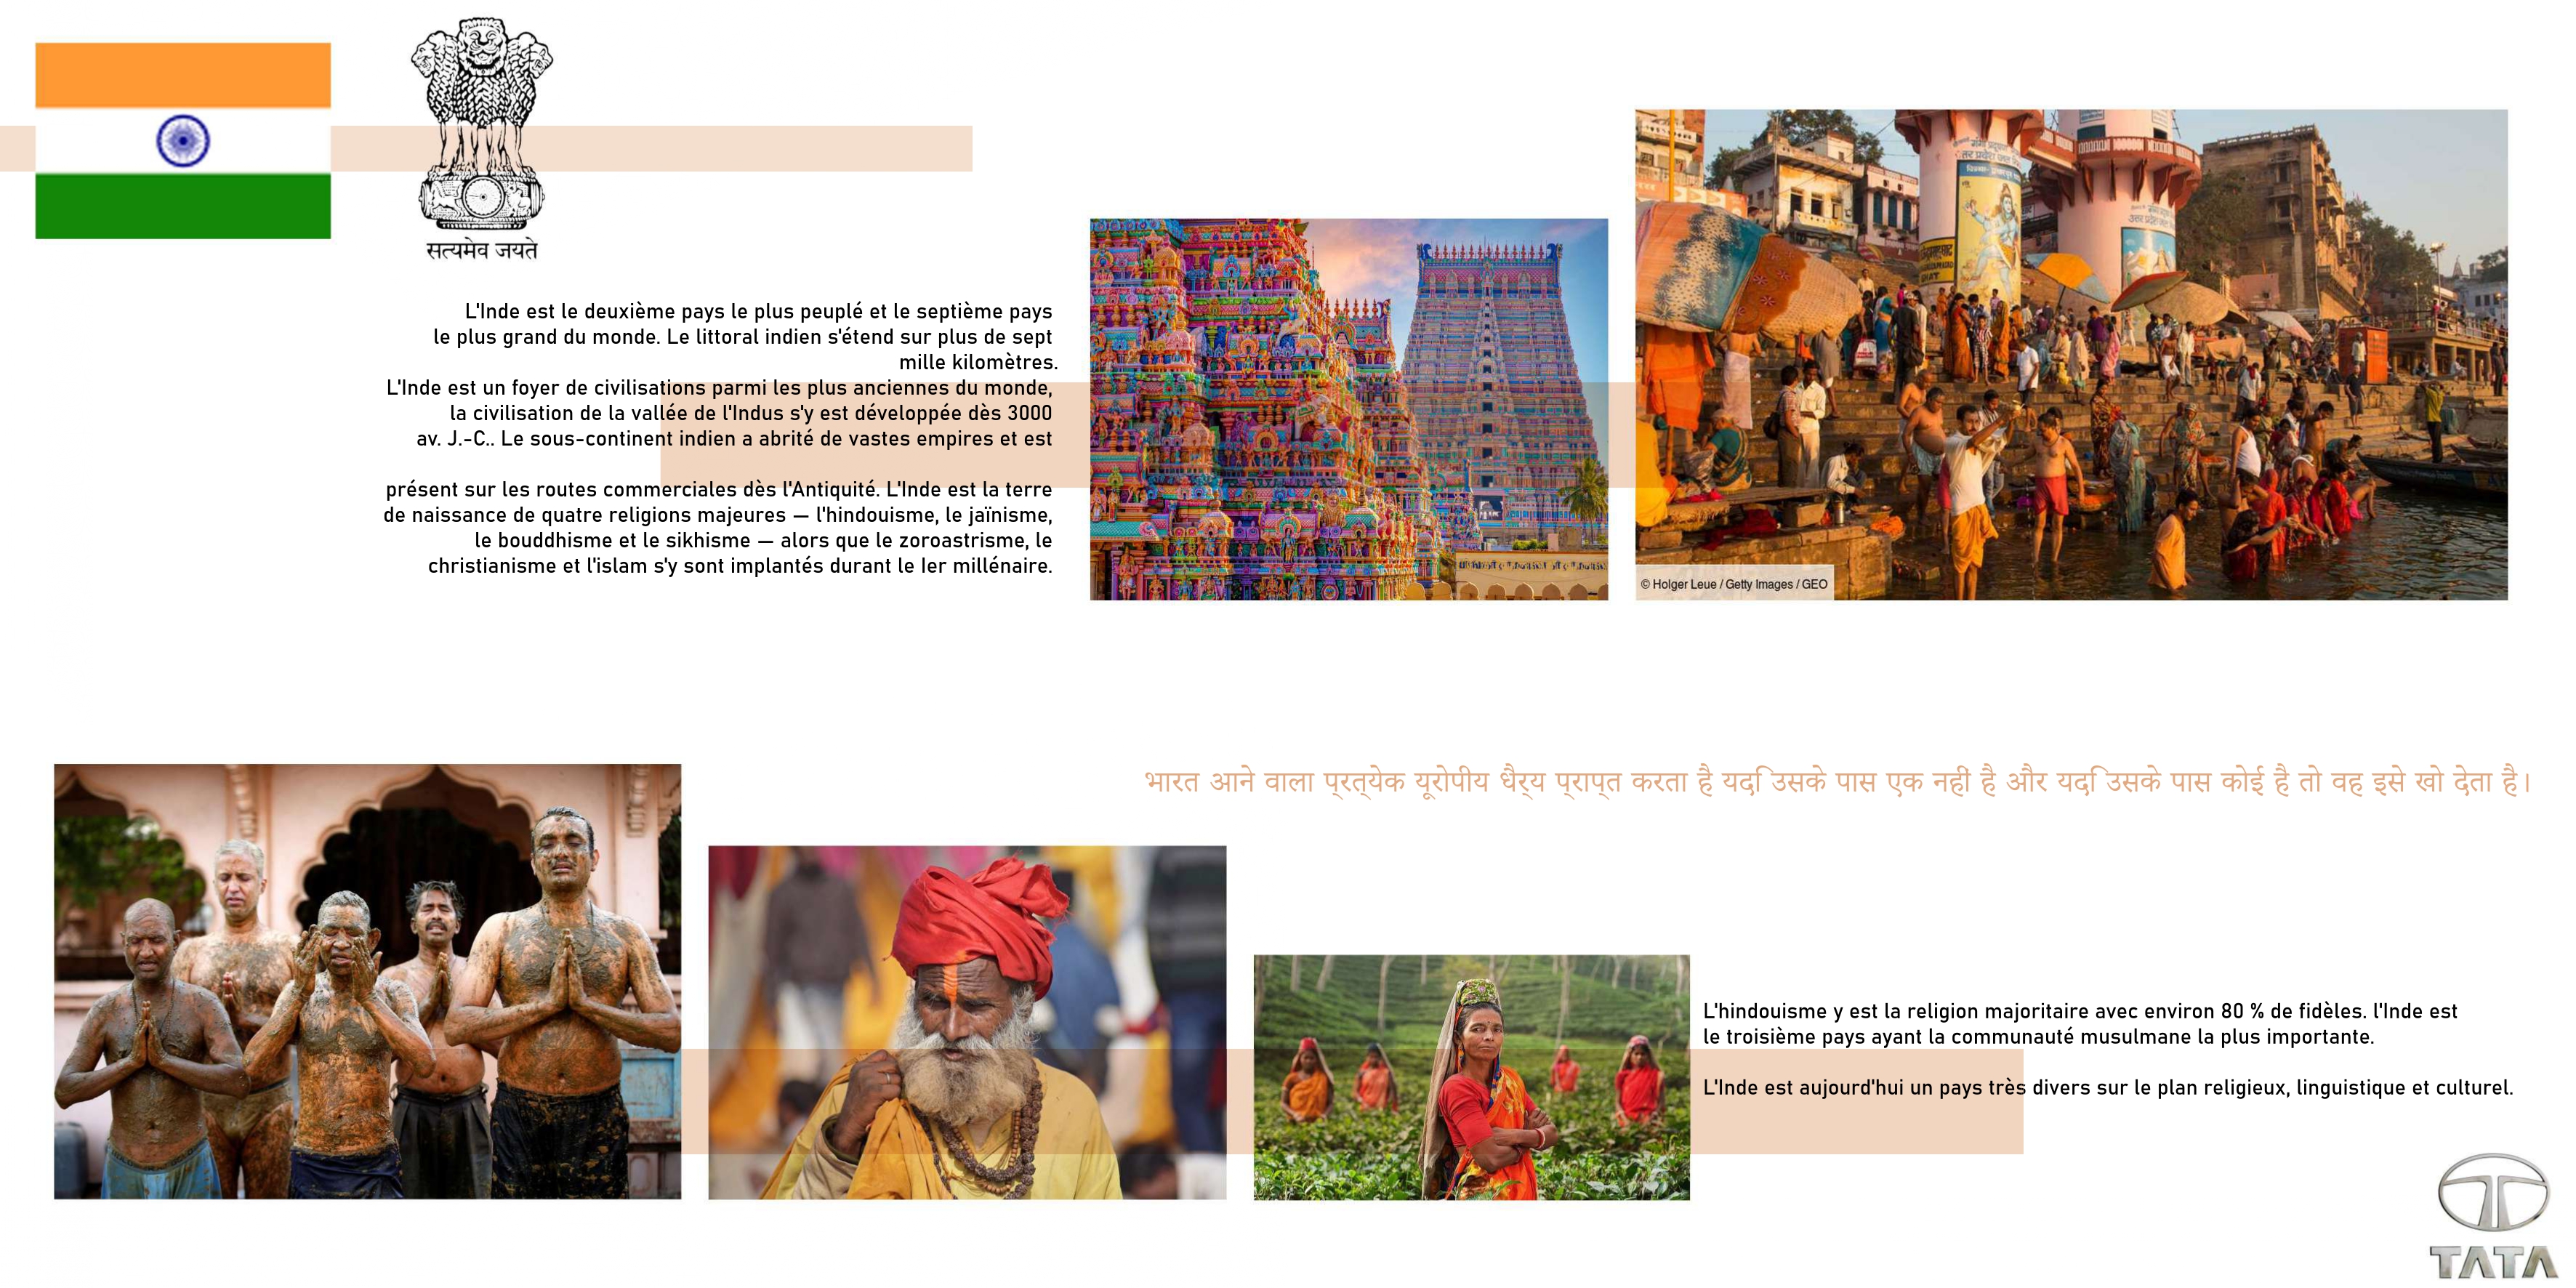 सत्यमेव जयते
L'Inde est le deuxième pays le plus peuplé et le septième pays
le plus grand du monde. Le littoral indien s'étend sur plus de sept
mille kilomètres.
L'Inde est un foyer de civilisations parmi les plus anciennes du monde,
la civilisation de la vallée de l'Indus s'y est développée dès 3000
av. J.-C.. Le sous-continent indien a abrité de vastes empires et est
présent sur les routes commerciales dès l'Antiquité. L'Inde est la terre
de naissance de quatre religions majeures — l'hindouisme, le jaïnisme,
le bouddhisme et le sikhisme — alors que le zoroastrisme, le
christianisme et l'islam s'y sont implantés durant le Ier millénaire.
© Holger Leue / Getty Images / GEO
भारत आने वाला प्रत्येक यूरोपीय धैर्य प्राप्त करता है यदि उसके पास एक नही है और यदि उसके पास कोई है तो वह इसे खो देता है।
L'hindouisme y est la religion majoritaire avec environ 80 % de fidèles. l'Inde est
le troisième pays ayant la communauté musulmane la plus importante.
L'Inde est aujourd'hui un pays très divers sur le plan religieux, linguistique et culturel.
TATA